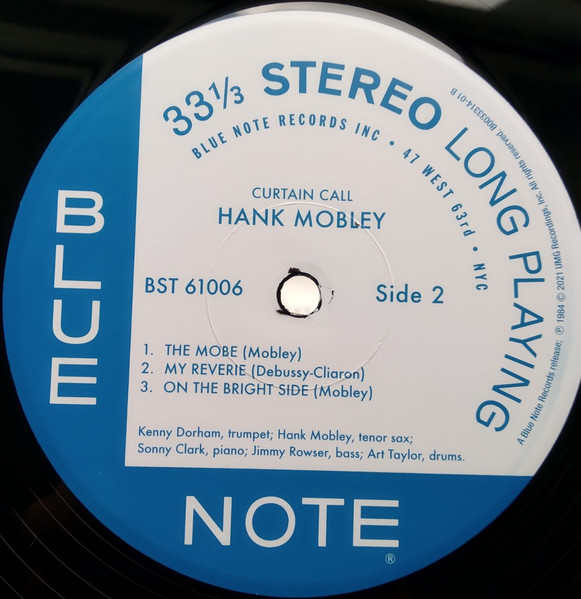 33⅓ STEREO LONG PLAYING
BLUE NOTE RECORDS INC • 47 WEST 63rd • NYC
A Blue Note Records release; ℗ 1984 © 2021 UMG Recordings, Inc. All rights reserved. B0033314-01 B
CURTAIN CALL
HANK MOBLEY
BST 61006
Side 2
1. THE MOBE (Mobley)
2. MY REVERIE (Debussy-Cliaron)
3. ON THE BRIGHT SIDE (Mobley)
Kenny Dorham, trumpet; Hank Mobley, tenor sax;
Sonny Clark, piano; Jimmy Rowser, bass; Art Taylor, drums.
BLUE
NOTE®